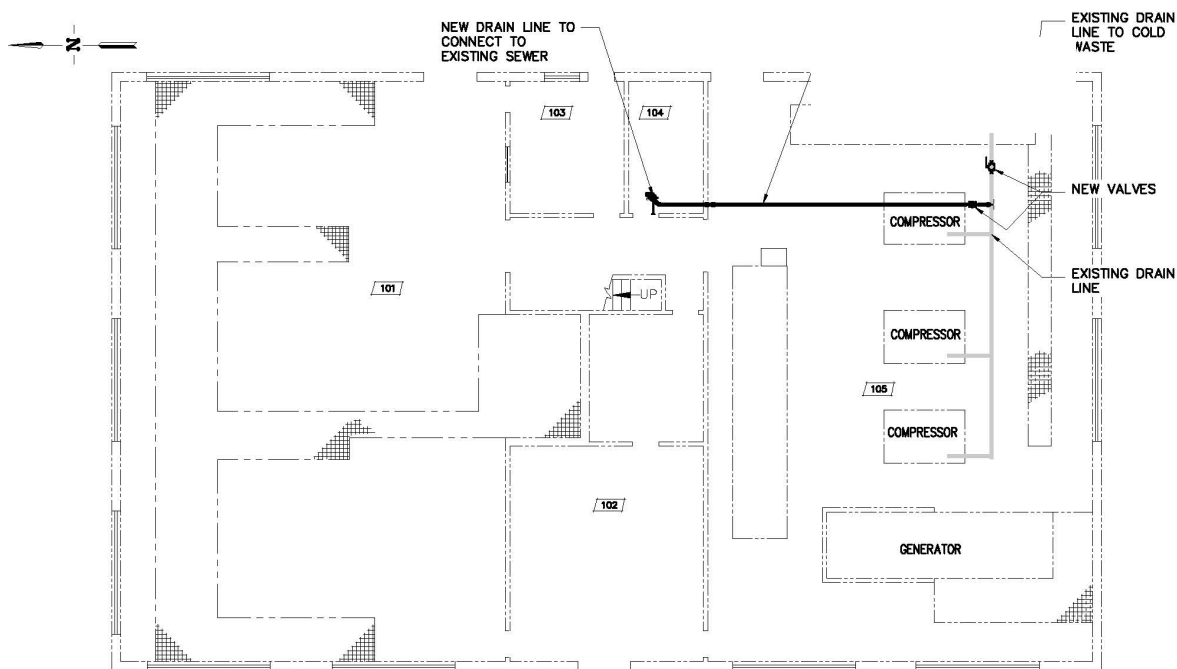 NEW DRAIN LINE TO
CONNECT TO
EXISTING SEWER
EXISTING DRAIN
LINE TO COLD
WASTE
N
103
104
NEW VALVES
COMPRESSOR
EXISTING DRAIN
LINE
101
UP
COMPRESSOR
105
COMPRESSOR
102
GENERATOR